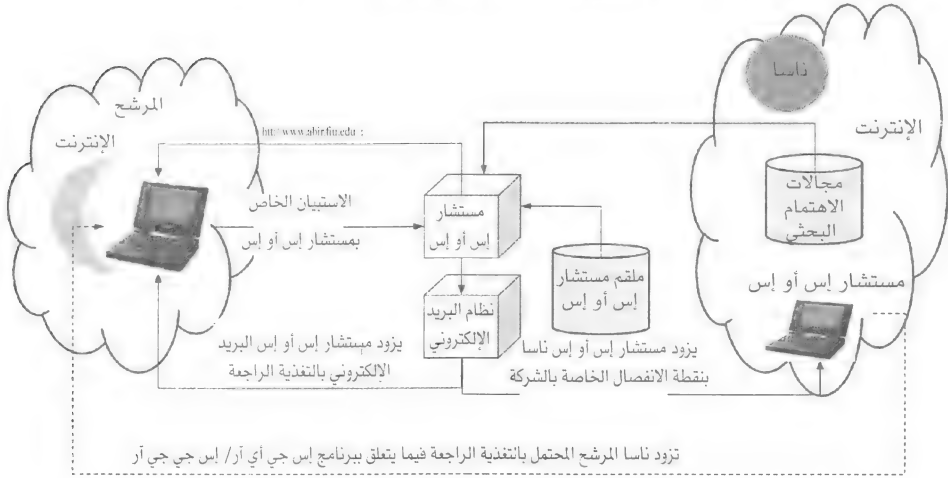 ناسا
المرشح
الإنترنت
الإنترنت
http://www.abir.fiu.edu :
مجالات
الاهتمام
البحثي
الاستبيان الخاص
بمستشار إس أو إس
مستشار
إس أو إس
ملقم مستشار
إس أو إس
مستشار إس أو إس
نظام البريد
الإلكتروني
يزود مستشار إس أو إس البريد
الإلكتروني بالتغذية الراجعة
يزود مستشار إس أو إس ناسا
بنقطة الانفصال الخاصة بالشركة
تزود ناسا المرشح المحتمل بالتغذية الراجعة فيما يتعلق ببرنامج إس جي أي آر/ إس جي جي آر